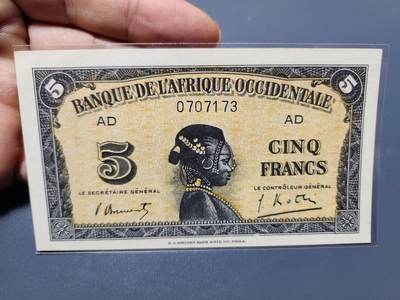 5 5
BANQUE DE L'AFRIQUE OCCIDENTALE
0707173
AD AD
5 CINQ
FRANCS
LE SECRÉTAIRE GÉNÉRAL LE CONTRÔLEUR GÉNÉRAL